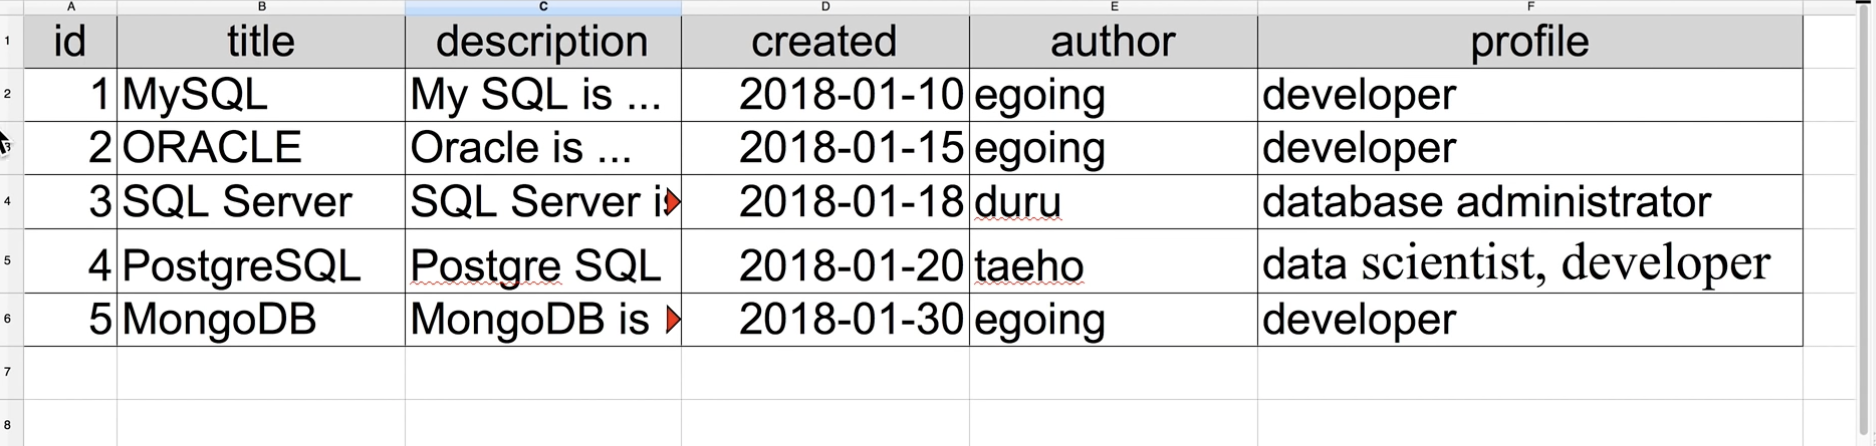 A B C D E F
1 id title description created author profile
2 1 MySQL My SQL is ... 2018-01-10 egoing developer
3 2 ORACLE Oracle is ... 2018-01-15 egoing developer
4 3 SQL Server SQL Server is 2018-01-18 duru database administrator
5 4 PostgreSQL Postgre SQL 2018-01-20 taeho data scientist, developer
6 5 MongoDB MongoDB is 2018-01-30 egoing developer
7
8